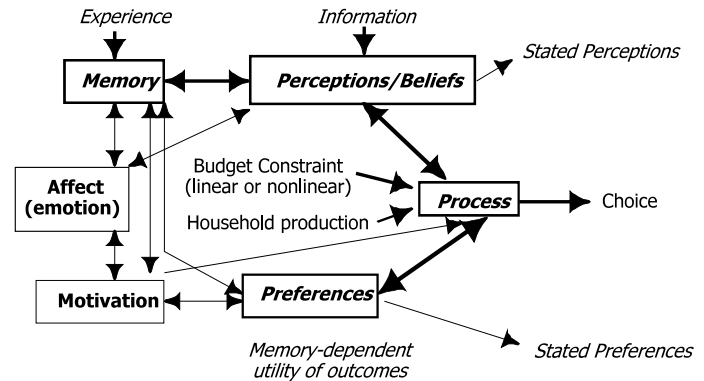 Experience
Information
Stated Perceptions
Memory
Perceptions/Beliefs
Budget Constraint
(linear or nonlinear)
Affect
(emotion)
Process
Choice
Household production
Motivation
Preferences
Memory-dependent
utility of outcomes
Stated Preferences